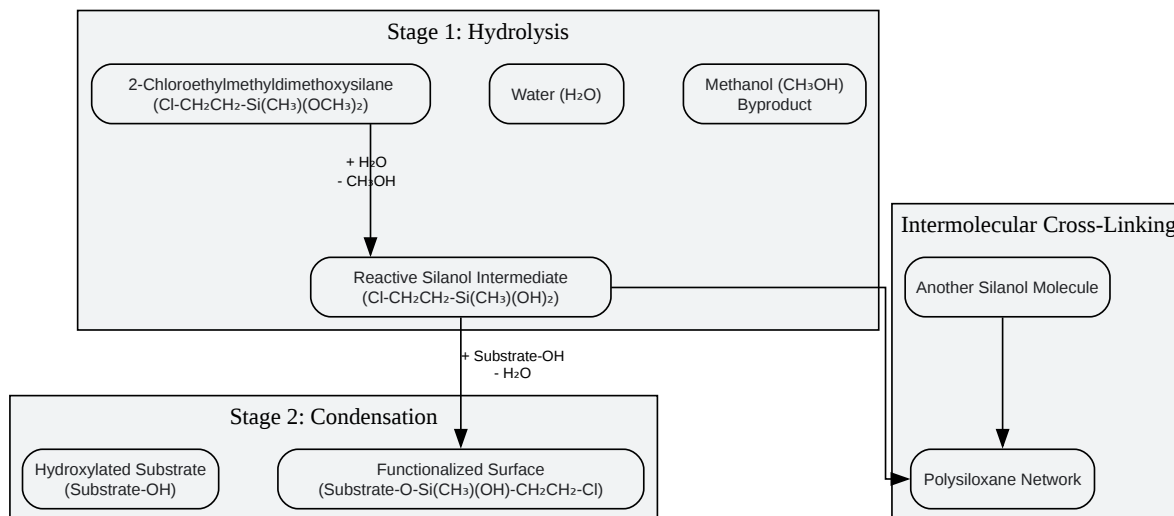 Stage 1: Hydrolysis
2-Chloroethylmethyldimethoxysilane
(Cl-CH₂CH₂-Si(CH₃)(OCH₃)₂)
Water (H₂O)
Methanol (CH₃OH)
Byproduct
+ H₂O
- CH₃OH
Reactive Silanol Intermediate
(Cl-CH₂CH₂-Si(CH₃)(OH)₂)
Intermolecular Cross-Linking
Another Silanol Molecule
+ Substrate-OH
- H₂O
Stage 2: Condensation
Hydroxylated Substrate
(Substrate-OH)
Functionalized Surface
(Substrate-O-Si(CH₃)(OH)-CH₂CH₂-Cl)
Polysiloxane Network